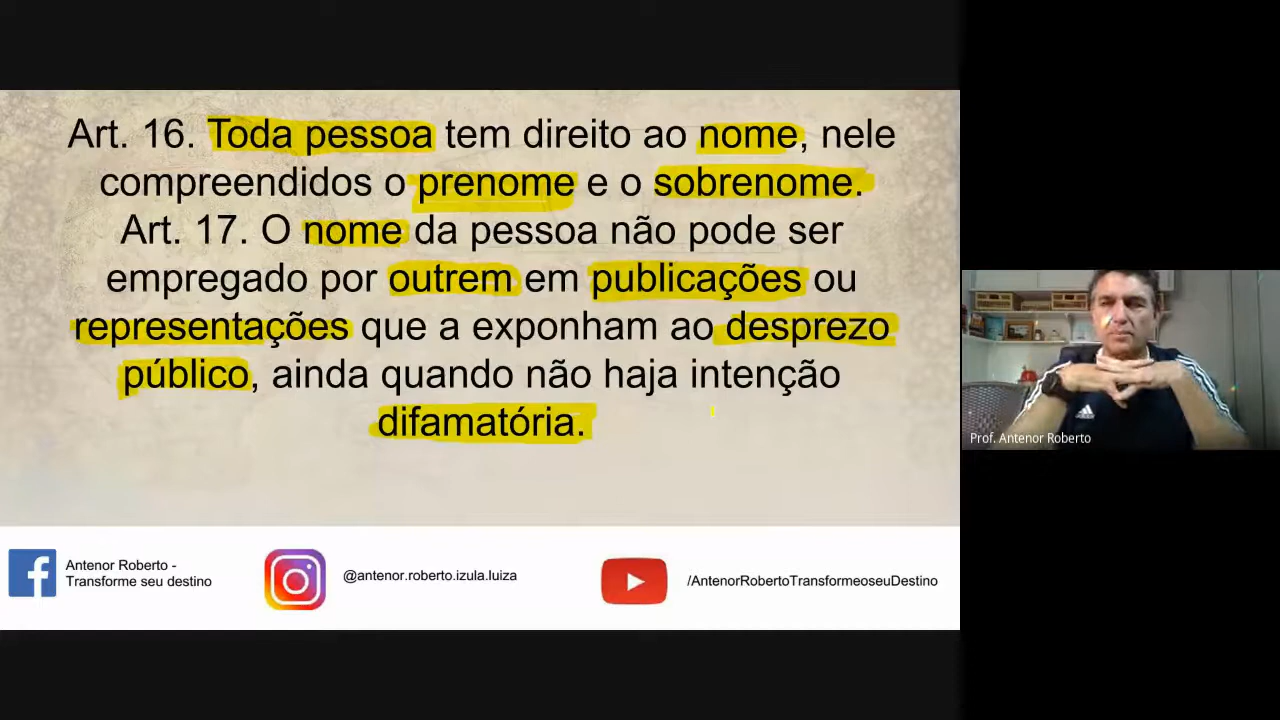 Art. 16. Toda pessoa tem direito ao nome, nele
compreendidos o prenome e o sobrenome.
Art. 17. O nome da pessoa não pode ser
empregado por outrem em publicações ou
representações que a exponham ao desprezo
público, ainda quando não haja intenção
difamatória.
Prof. Antenor Roberto
Antenor Roberto -
Transforme seu destino
@antenor.roberto.izula.luiza
/AntenorRobertoTransformeoseuDestino